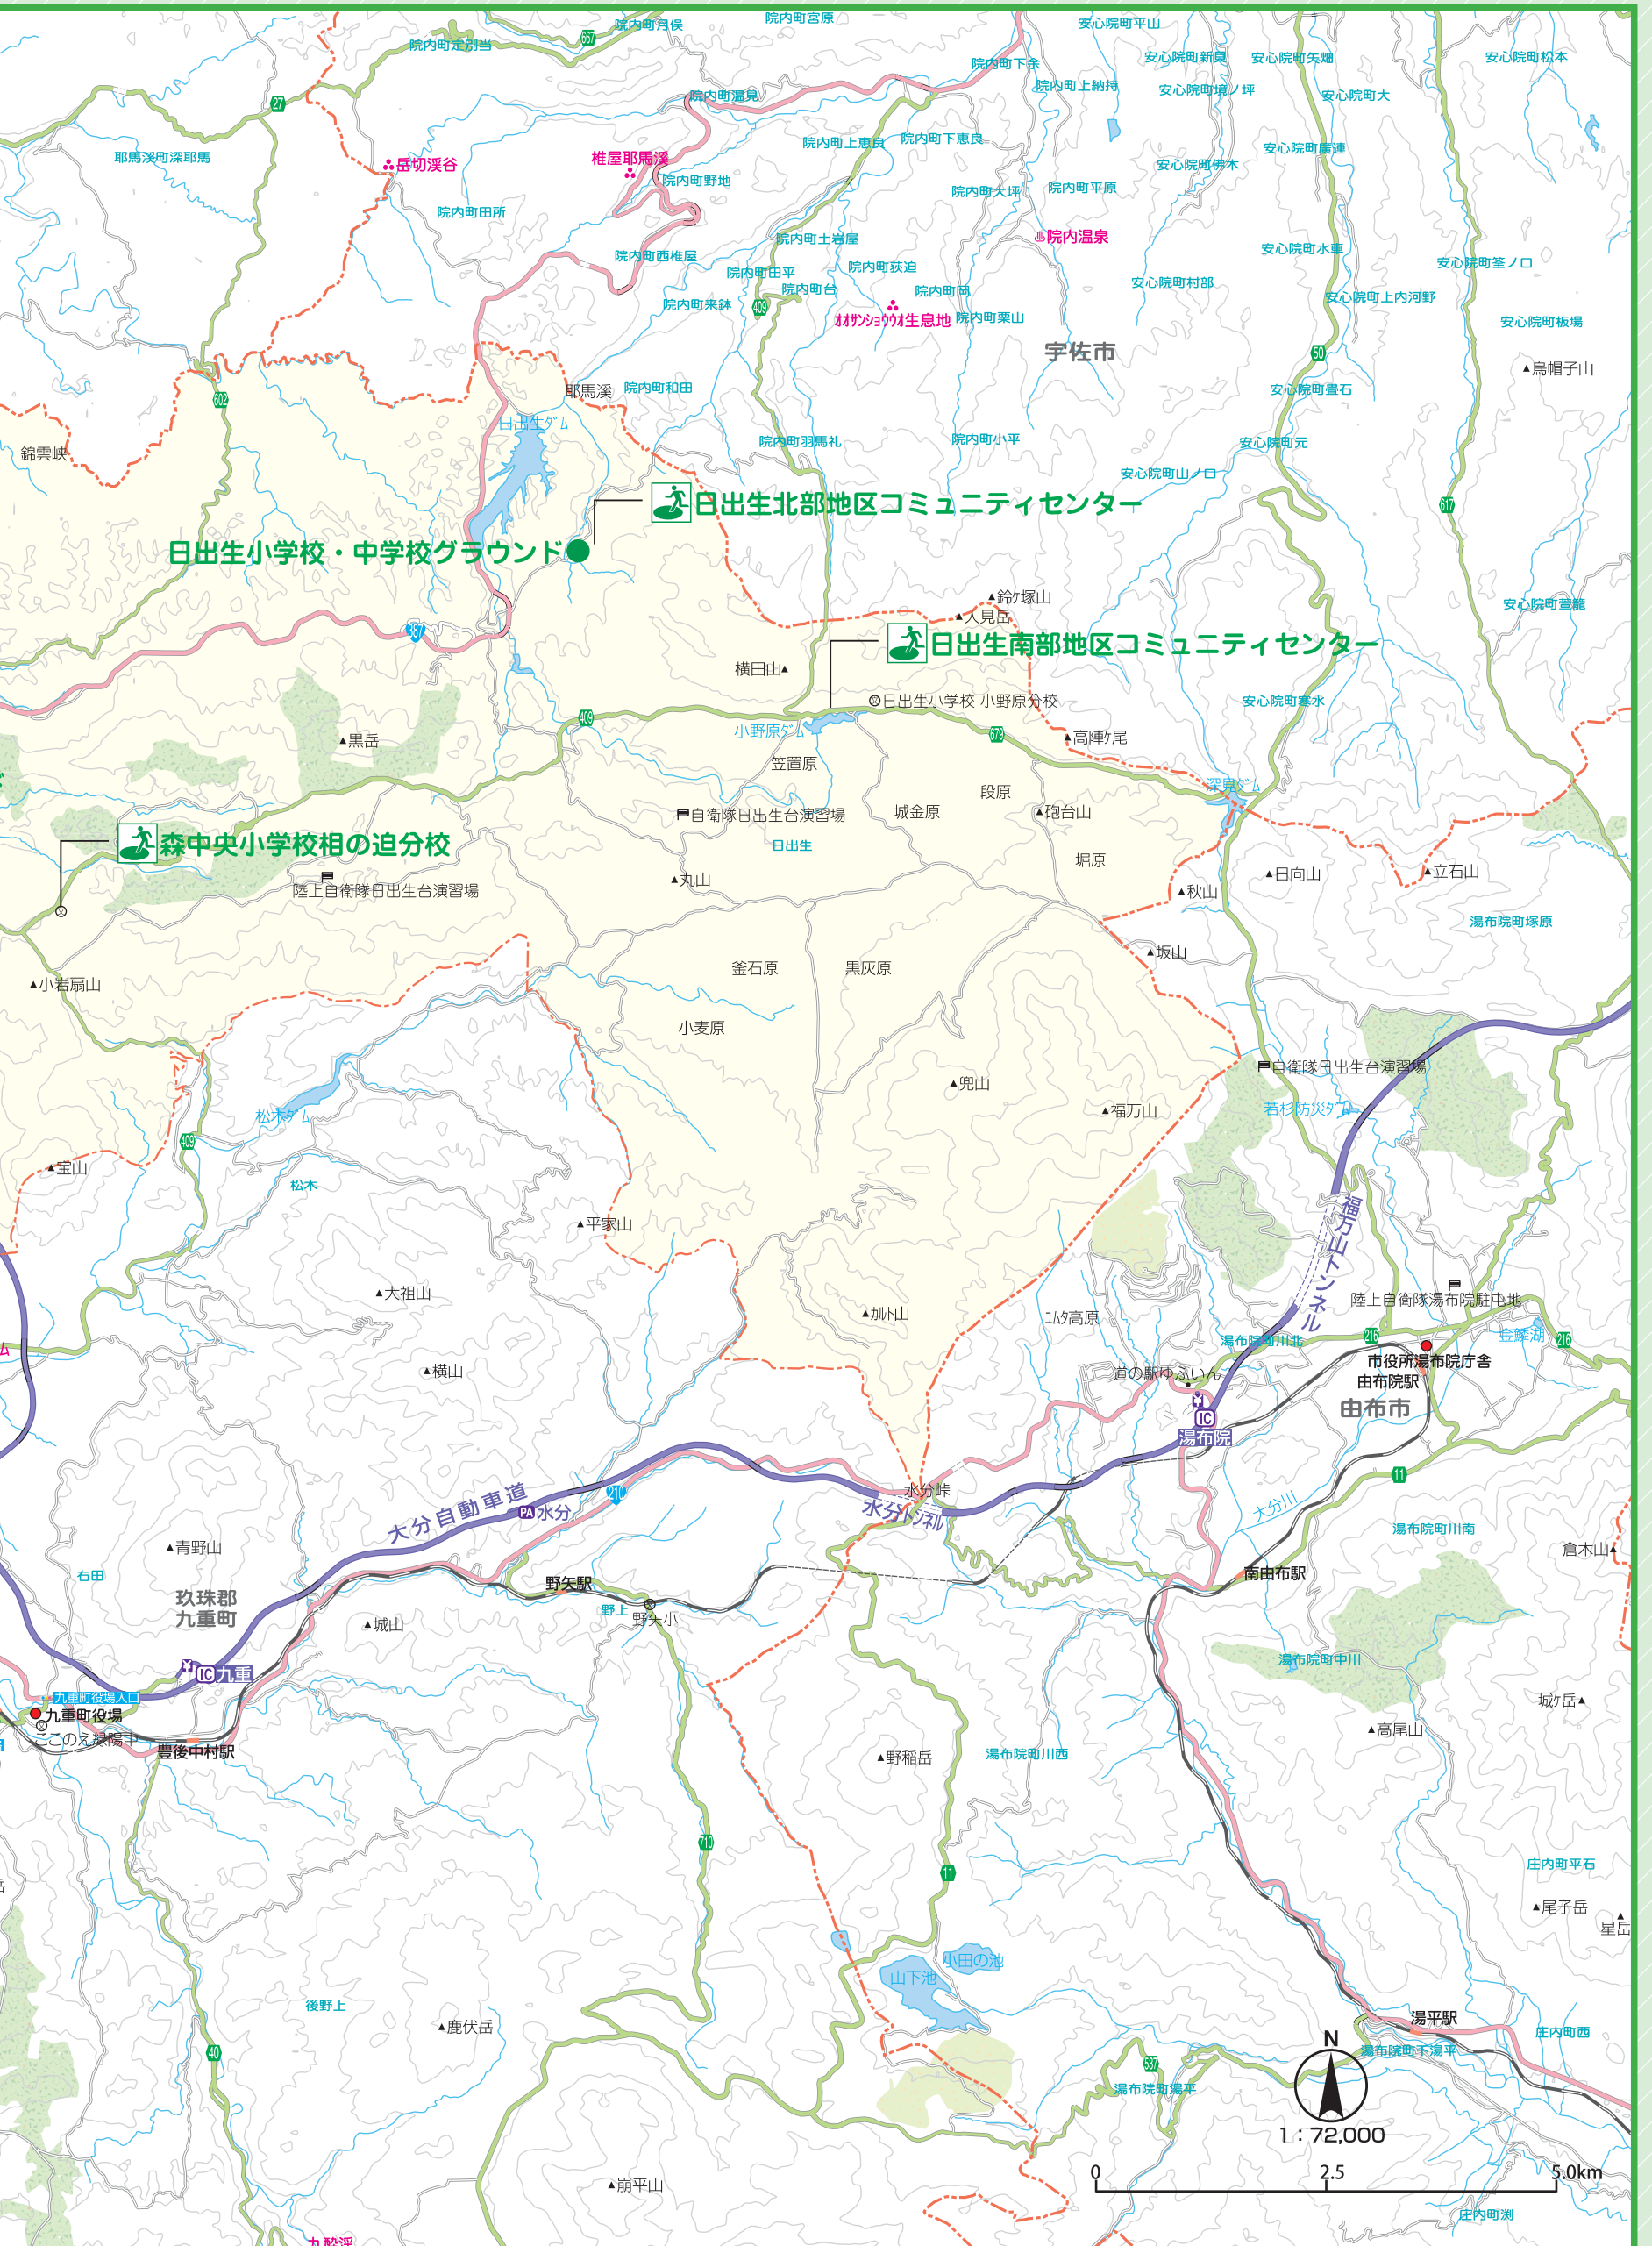 院内町月俣
院内町宮原
安心院町平山
院内町定別当
667
院内町下余
安心院町新貝
安心院町矢畑
安心院町松本
院内町温見
院内町上納持
安心院町境ノ坪
安心院町大
27
耶馬溪町深耶馬
岳切渓谷
椎屋耶馬溪
院内町上恵良
院内町下恵良
安心院町佛木
安心院町廣連
院内町野地
院内町大坪
院内町平原
院内町田所
院内町土岩屋
院内温泉
安心院町水車
院内町西椎屋
院内町田平
院内町荻迫
安心院町筌ノ口
院内町台
院内町岡
安心院町村部
安心院町上内河野
院内町来鉢
409
ｵｵｻﾝｼｮｳｳｵ生息地
院内町栗山
安心院町板場
宇佐市
50
烏帽子山
602
耶馬溪
院内町和田
安心院町畳石
日出生ﾀﾞﾑ
錦雲峡
院内町羽馬礼
院内町小平
安心院町元
安心院町山ノ口
617
日出生北部地区コミュニティセンター
日出生小学校・中学校グラウンド
鈴ｹ塚山
安心院町萱籠
人見岳
387
日出生南部地区コミュニティセンター
横田山
日出生小学校 小野原分校
安心院町寒水
409
小野原ﾀﾞﾑ
679
高陣ｹ尾
黒岳
笠置原
深見ﾀﾞﾑ
段原
自衛隊日出生台演習場
城金原
砲台山
森中央小学校相の迫分校
日出生
堀原
陸上自衛隊日出生台演習場
丸山
日向山
立石山
秋山
湯布院町塚原
坂山
小岩扇山
釜石原
黒灰原
小麦原
自衛隊日出生台演習場
兜山
松木ﾀﾞﾑ
福万山
若杉防災ﾀﾞﾑ
409
宝山
松木
平家山
福万山トンネル
大祖山
ｶﾙﾄ山
ﾕﾑﾀ高原
陸上自衛隊湯布院駐屯地
湯布院町川北
216
金鱗湖
216
ム
市役所湯布院庁舎
横山
道の駅ゆふいん
由布院駅
由布市
IC
湯布院
11
大分自動車道
210
PA 水分
水分峠
水分ﾄﾝﾈﾙ
大分川
湯布院町川南
青野山
倉木山
右田
野矢駅
南由布駅
玖珠郡
九重町
野上
野矢小
城山
湯布院町中川
IC 九重
九重町役場入口
城ｹ岳
九重町役場
ここのえ緑陽中
豊後中村駅
高尾山
野稲岳
湯布院町川西
710
11
庄内町平石
尾子岳
星岳
小田の池
山下池
後野上
鹿伏岳
湯平駅
庄内町西
N
40
537
湯布院町下湯平
湯布院町湯平
1：72,000
0
2.5
5.0km
崩平山
庄内町渕
九酔渓